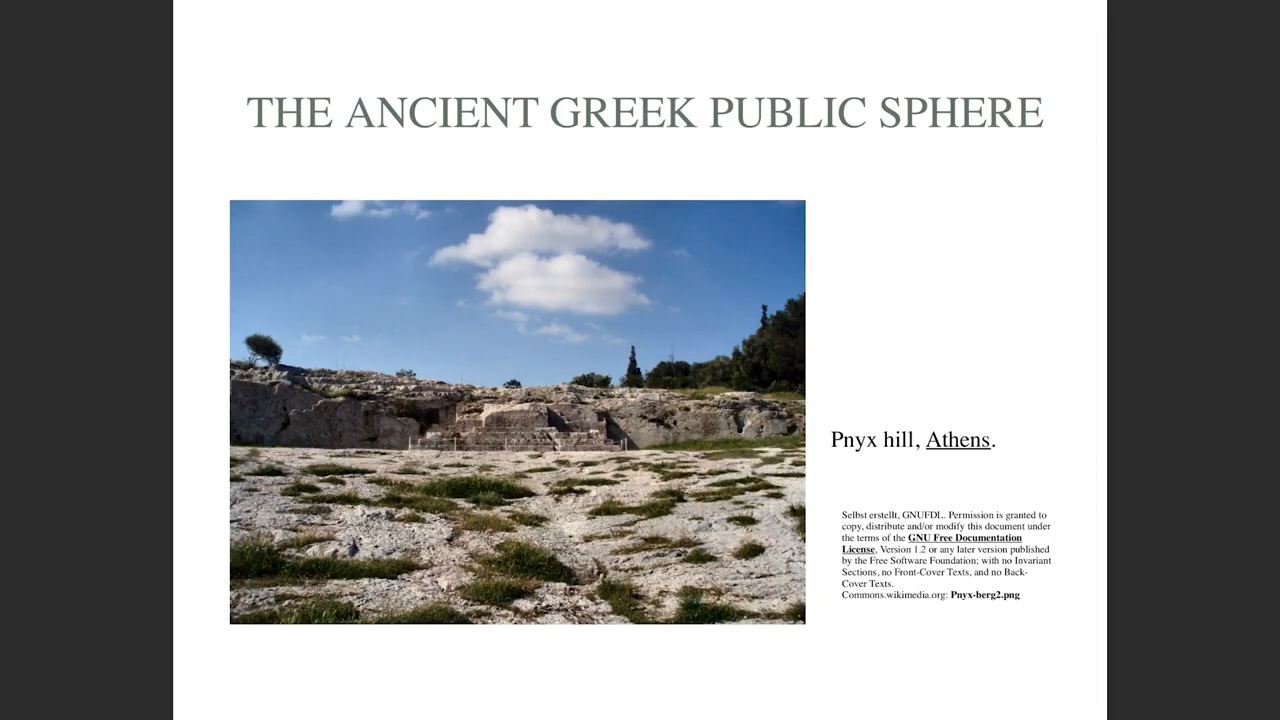 THE ANCIENT GREEK PUBLIC SPHERE
Pnyx hill, Athens.
Selbst erstellt, GNUFDL. Permission is granted to
copy, distribute and/or modify this document under
the terms of the GNU Free Documentation
License, Version 1.2 or any later version published
by the Free Software Foundation; with no Invariant
Sections, no Front-Cover Texts, and no Back-
Cover Texts.
Commons.wikimedia.org: Pnyx-berg2.png